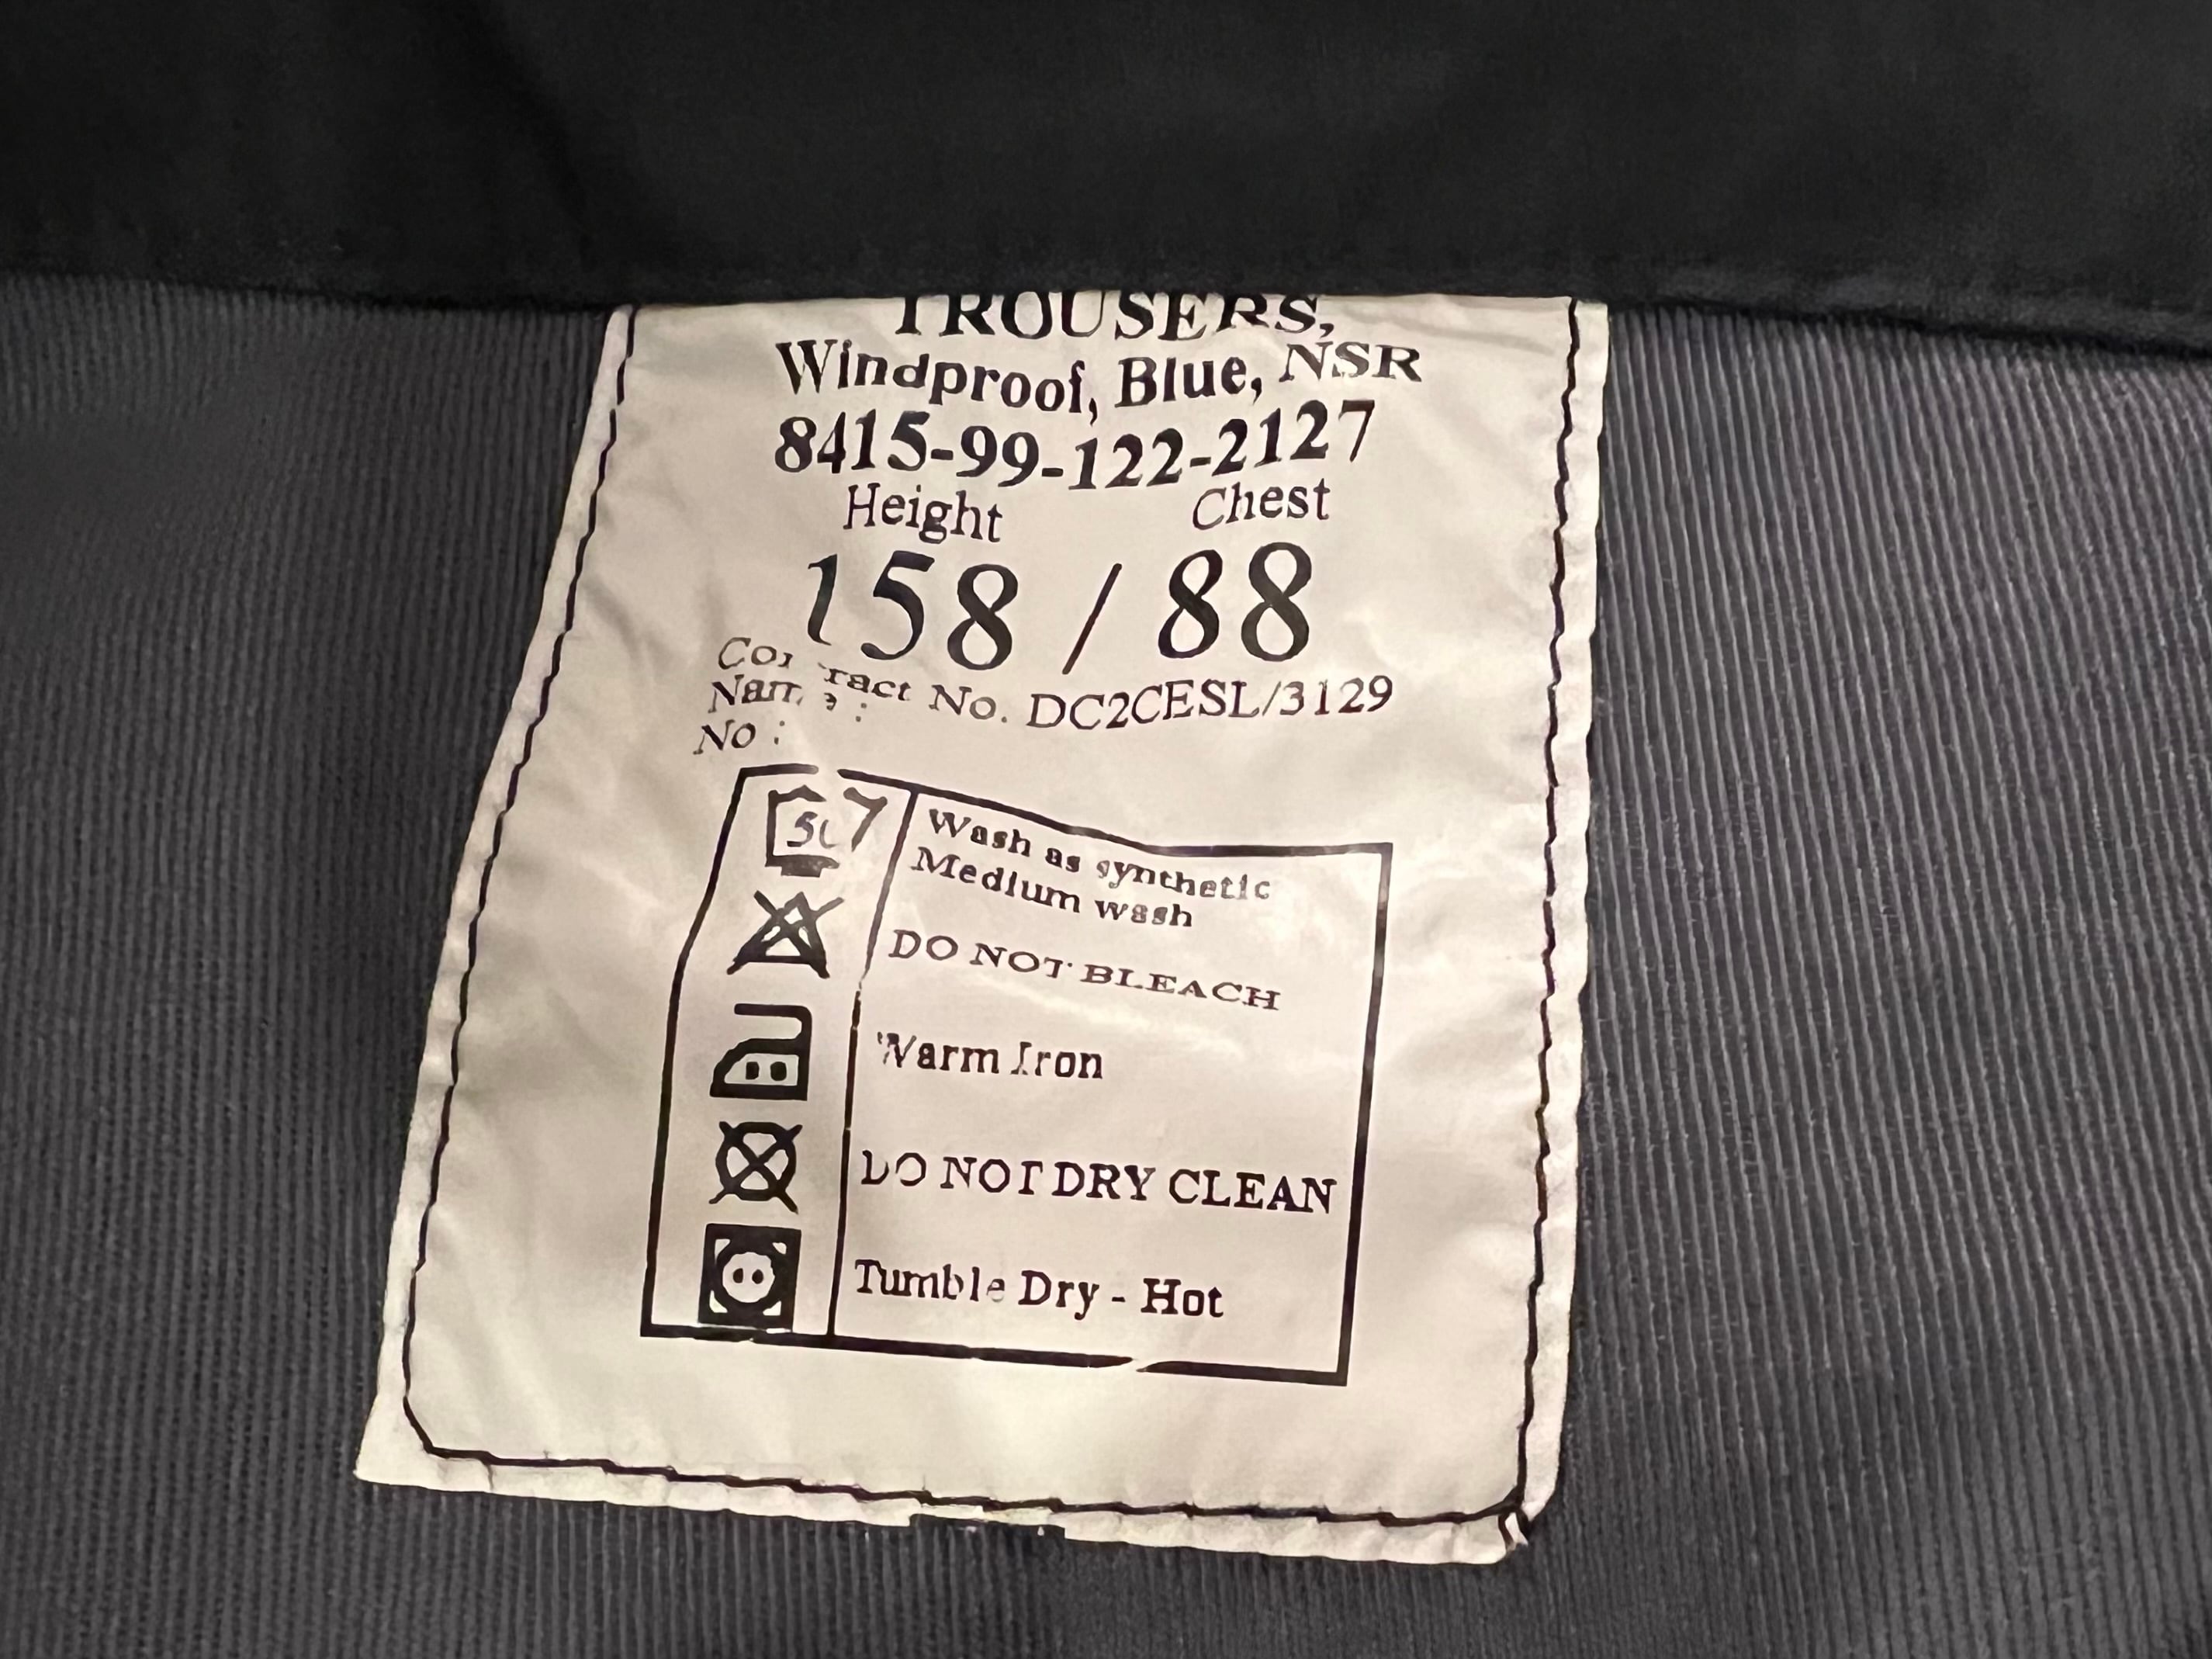 TROUSERS,
Windproof, Blue, NSR
8415-99-122-2127
Height Chest
158 / 88
Contract No. DC2CESL/3129
Name :
No :
50
Wash as synthetic
Medium wash
DO NOT BLEACH
Warm Iron
DO NOT DRY CLEAN
Tumble Dry - Hot